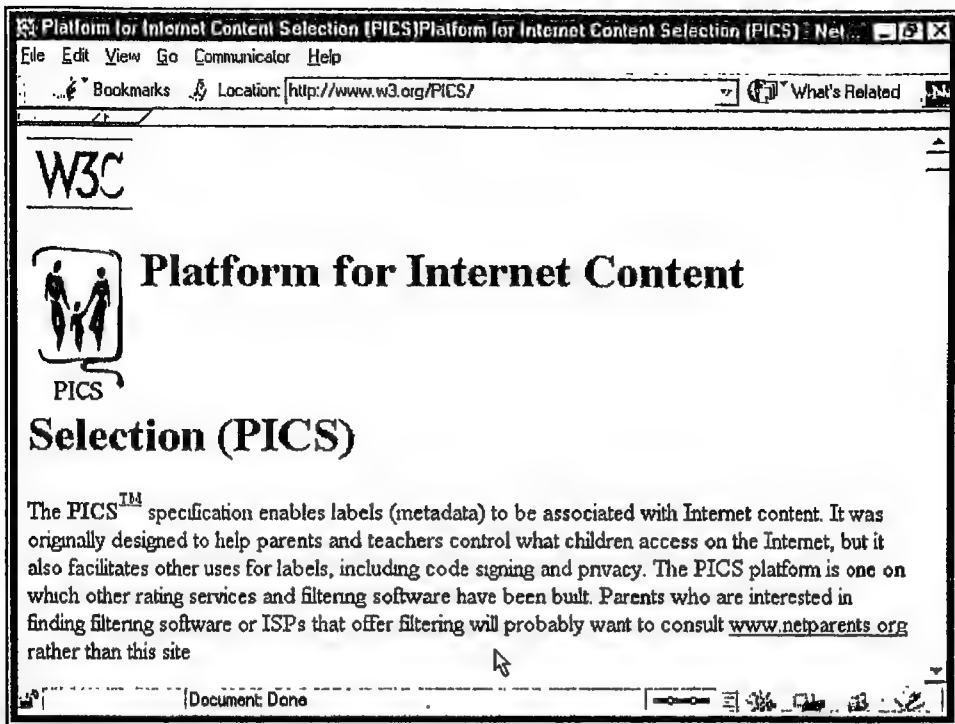 Platform for Internet Content Selection (PICS)Platform for Internet Content Selection (PICS) - Net
File Edit View Go Communicator Help
Bookmarks Location: http://www.w3.org/PICS/ What's Related N
W3C
Platform for Internet Content
PICS
Selection (PICS)
The PICS™ specification enables labels (metadata) to be associated with Internet content. It was
originally designed to help parents and teachers control what children access on the Internet, but it
also facilitates other uses for labels, including code signing and privacy. The PICS platform is one on
which other rating services and filtering software have been built. Parents who are interested in
finding filtering software or ISPs that offer filtering will probably want to consult www.netparents.org
rather than this site
Document: Done